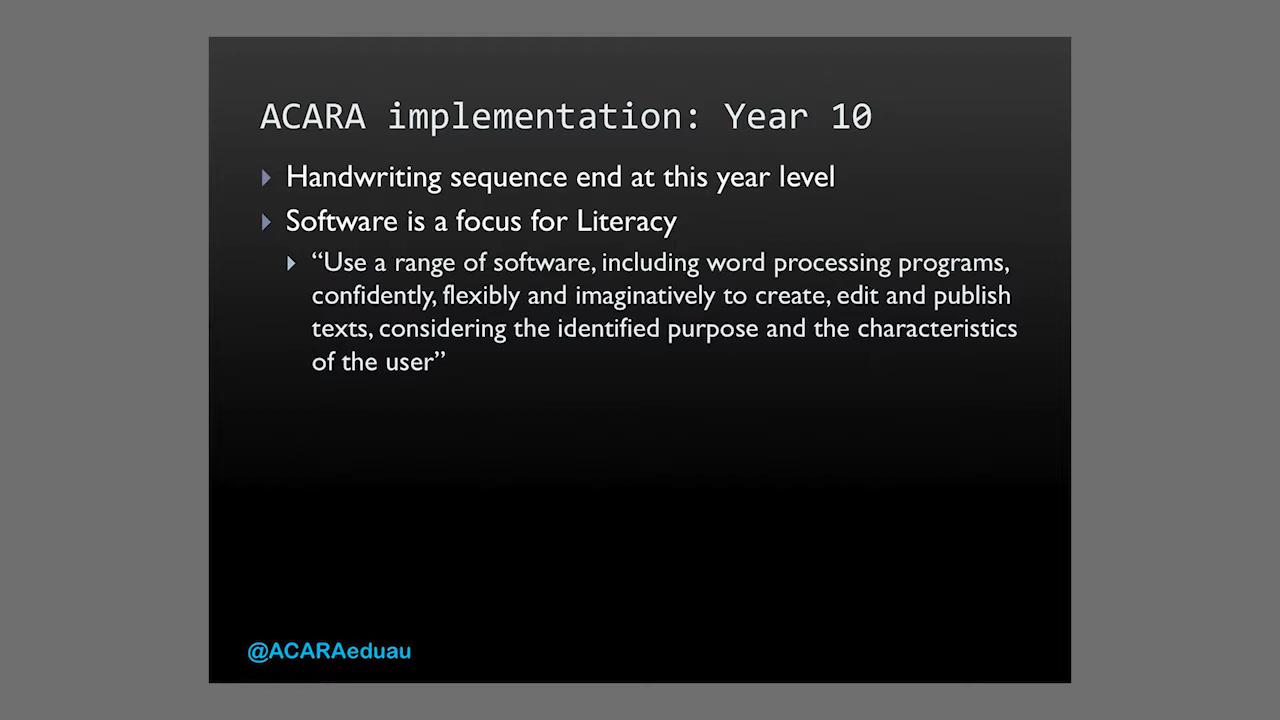 ACARA implementation: Year 10
Handwriting sequence end at this year level
Software is a focus for Literacy
“Use a range of software, including word processing programs,
confidently, flexibly and imaginatively to create, edit and publish
texts, considering the identified purpose and the characteristics
of the user”
@ACARAeduau